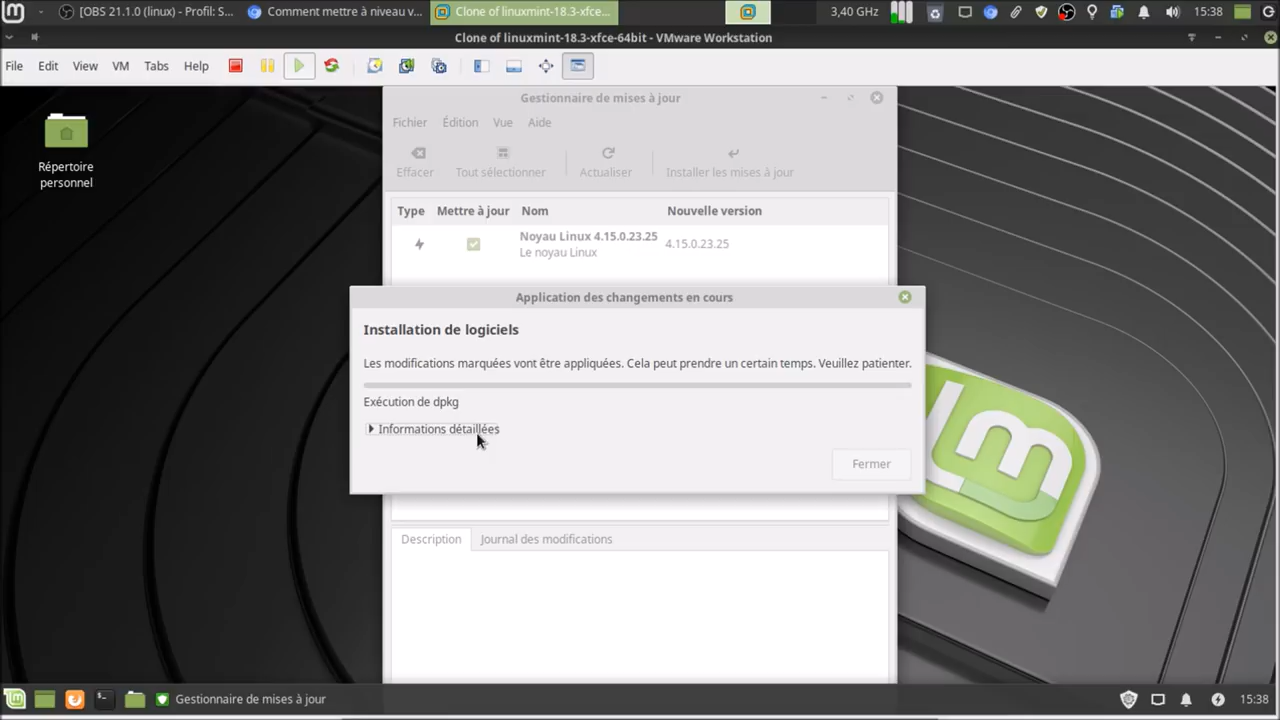 [OBS 21.1.0 (linux) - Profil: S... Comment mettre à niveau v... Clone of linuxmint-18.3-xfce... 3,40 GHz 15:38
Clone of linuxmint-18.3-xfce-64bit - VMware Workstation
File Edit View VM Tabs Help
Répertoire
personnel
Gestionnaire de mises à jour
Fichier Édition Vue Aide
Effacer Tout sélectionner Actualiser Installer les mises à jour
Type Mettre à jour Nom Nouvelle version
Noyau Linux 4.15.0.23.25 4.15.0.23.25
Le noyau Linux
Application des changements en cours
Installation de logiciels
Les modifications marquées vont être appliquées. Cela peut prendre un certain temps. Veuillez patienter.
Exécution de dpkg
Informations détaillées
Fermer
Description Journal des modifications
Gestionnaire de mises à jour 15:38